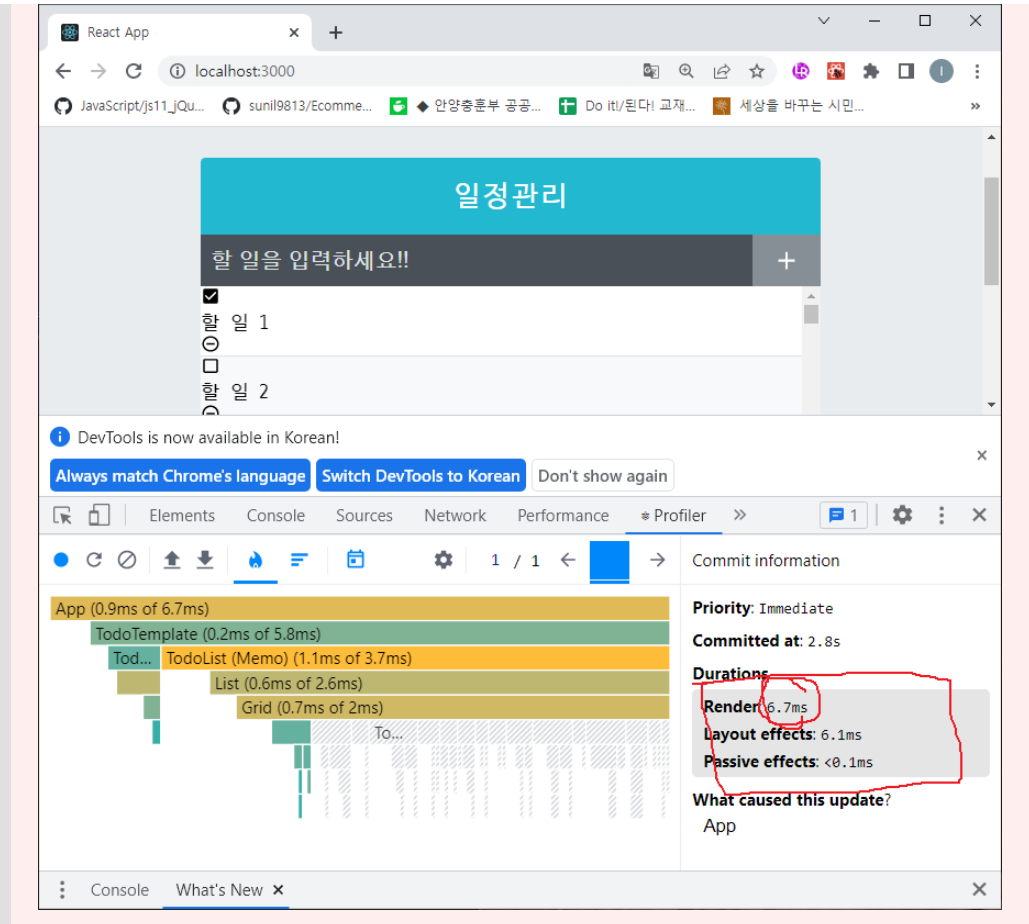 React App
localhost:3000
JavaScript/js11_jQu... sunil9813/Ecomme... ◆ 안양충훈부 공공... Do it!/된다! 교재... 세상을 바꾸는 시민...
일정관리
할 일을 입력하세요!!
할 일 1
할 일 2
DevTools is now available in Korean!
Always match Chrome's language Switch DevTools to Korean Don't show again
Elements Console Sources Network Performance Profiler 1
1 / 1 Commit information
App (0.9ms of 6.7ms)
TodoTemplate (0.2ms of 5.8ms)
Tod... TodoList (Memo) (1.1ms of 3.7ms)
List (0.6ms of 2.6ms)
Grid (0.7ms of 2ms)
To...
Priority: Immediate
Committed at: 2.8s
Durations
Render: 6.7ms
Layout effects: 6.1ms
Passive effects: <0.1ms
What caused this update?
App
Console What's New